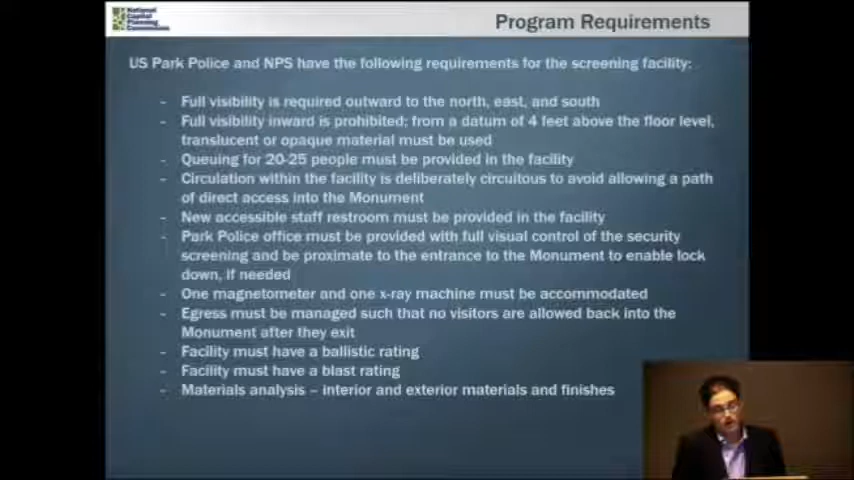 National
Capital
Planning
Commission
Program Requirements
US Park Police and NPS have the following requirements for the screening facility:
- Full visibility is required outward to the north, east, and south
- Full visibility inward is prohibited; from a datum of 4 feet above the floor level,
translucent or opaque material must be used
- Queuing for 20-25 people must be provided in the facility
- Circulation within the facility is deliberately circuitous to avoid allowing a path
of direct access into the Monument
- New accessible staff restroom must be provided in the facility
- Park Police office must be provided with full visual control of the security
screening and be proximate to the entrance to the Monument to enable lock
down, if needed
- One magnetometer and one x-ray machine must be accommodated
- Egress must be managed such that no visitors are allowed back into the
Monument after they exit
- Facility must have a ballistic rating
- Facility must have a blast rating
- Materials analysis – interior and exterior materials and finishes